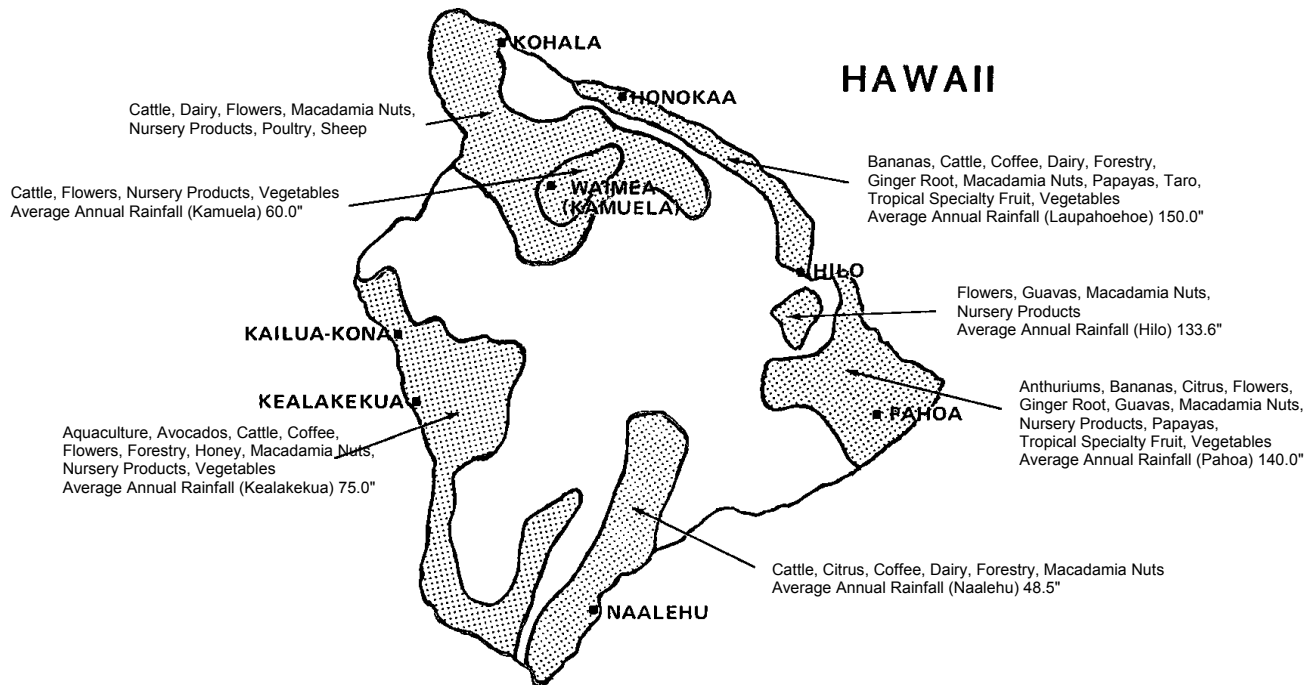 KOHALA
HAWAII
HONOKAA
Cattle, Dairy, Flowers, Macadamia Nuts,
Nursery Products, Poultry, Sheep
Bananas, Cattle, Coffee, Dairy, Forestry,
Ginger Root, Macadamia Nuts, Papayas, Taro,
Tropical Specialty Fruit, Vegetables
Average Annual Rainfall (Laupahoehoe) 150.0"
Cattle, Flowers, Nursery Products, Vegetables
Average Annual Rainfall (Kamuela) 60.0"
WAIMEA
(KAMUELA)
HILO
Flowers, Guavas, Macadamia Nuts,
Nursery Products
Average Annual Rainfall (Hilo) 133.6"
KAILUA-KONA
KEALAKEKUA
PAHOA
Anthuriums, Bananas, Citrus, Flowers,
Ginger Root, Guavas, Macadamia Nuts,
Nursery Products, Papayas,
Tropical Specialty Fruit, Vegetables
Average Annual Rainfall (Pahoa) 140.0"
Aquaculture, Avocados, Cattle, Coffee,
Flowers, Forestry, Honey, Macadamia Nuts,
Nursery Products, Vegetables
Average Annual Rainfall (Kealakekua) 75.0"
Cattle, Citrus, Coffee, Dairy, Forestry, Macadamia Nuts
Average Annual Rainfall (Naalehu) 48.5"
NAALEHU